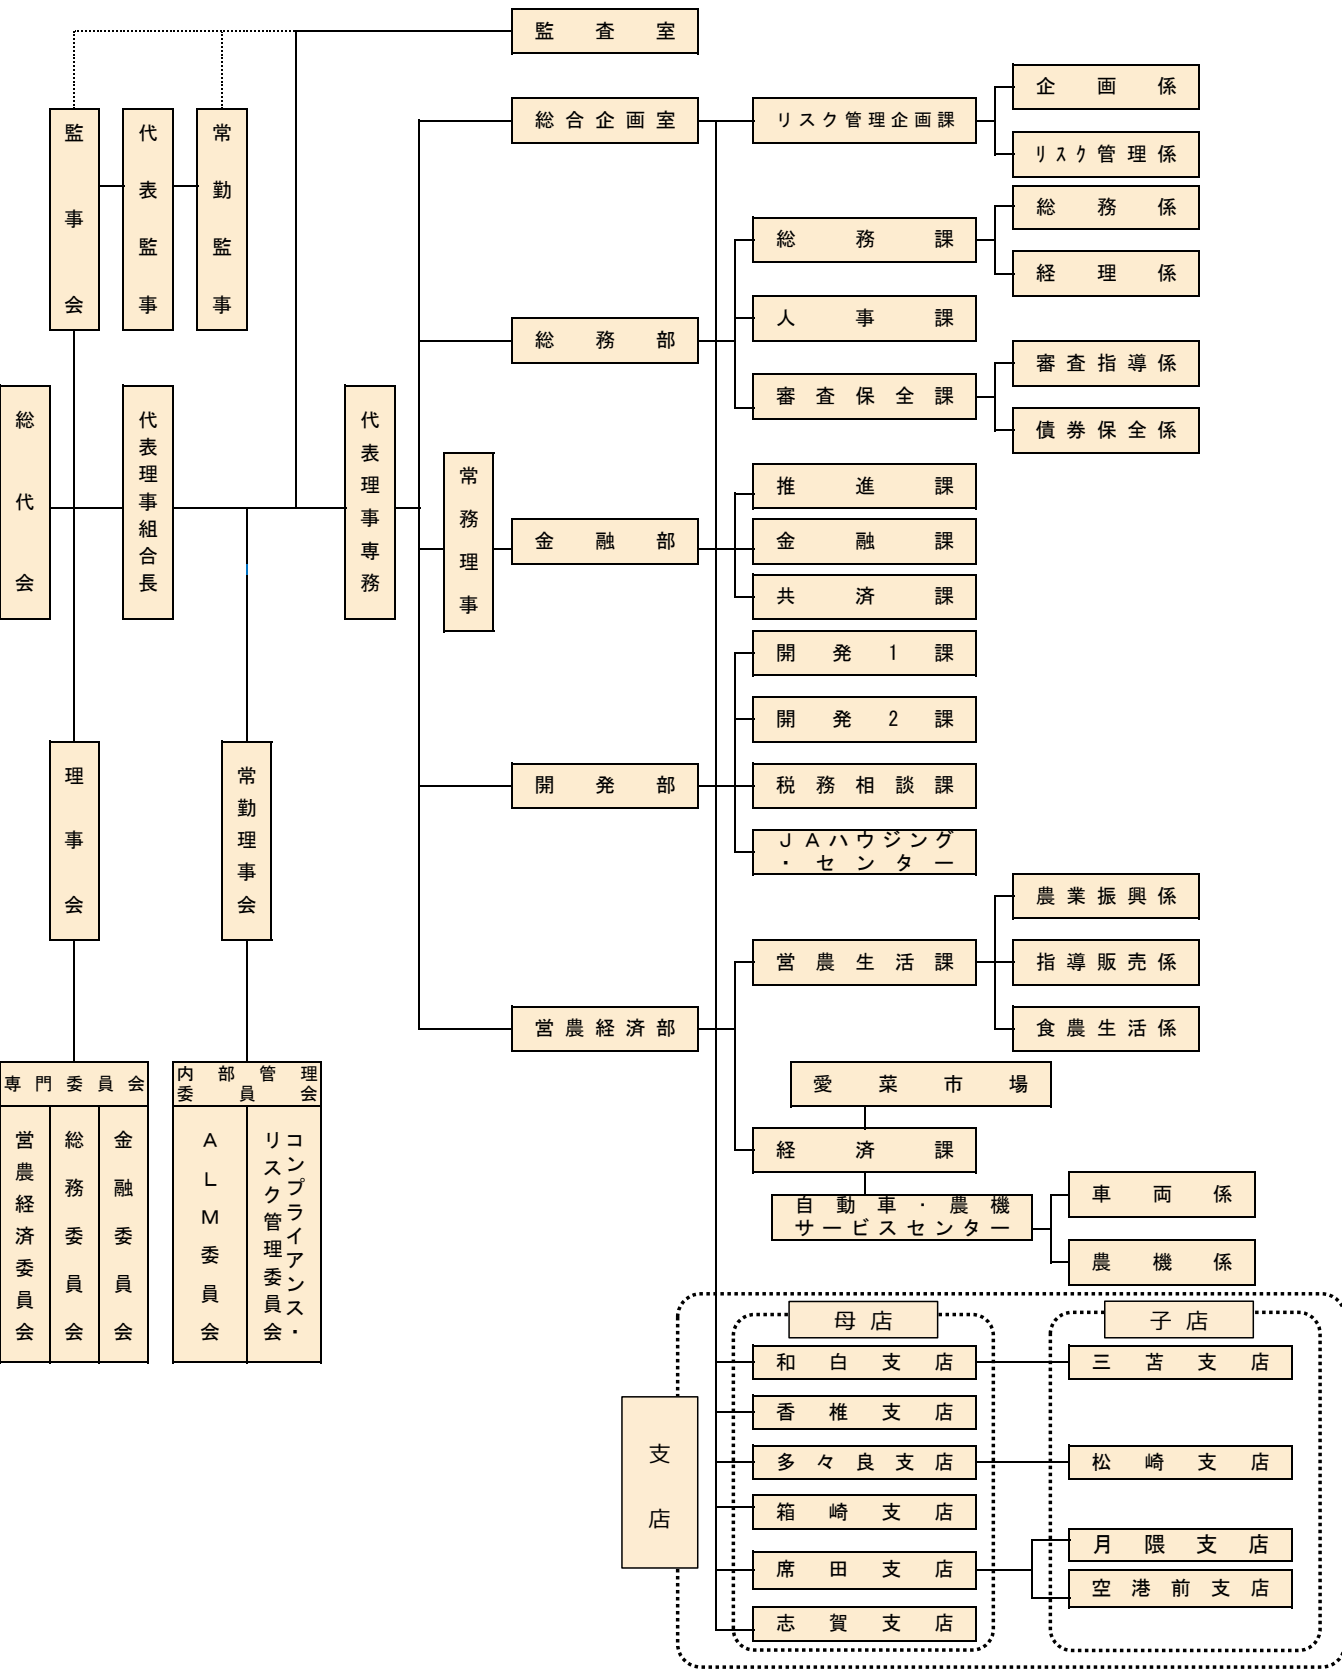 監査室
監事会
代表監事
常勤監事
総合企画室
リスク管理企画課
企画係
リスク管理係
総務部
総務課
総務係
経理係
人事課
審査保全課
審査指導係
債券保全係
総代会
代表理事組合長
代表理事専務
常務理事
金融部
推進課
金融課
共済課
開発部
開発1課
開発2課
税務相談課
JAハウジング
・センター
理事会
常勤理事会
営農経済部
営農生活課
農業振興係
指導販売係
食農生活係
愛菜市場
経済課
自動車・農機
サービスセンター
車両係
農機係
専門委員会
営農経済委員会
総務委員会
金融委員会
内部管理
委員会
ALM委員会
コンプライアンス・
リスク管理委員会
支店
母店
子店
和白支店
三苫支店
香椎支店
多々良支店
松崎支店
箱崎支店
席田支店
月隈支店
空港前支店
志賀支店